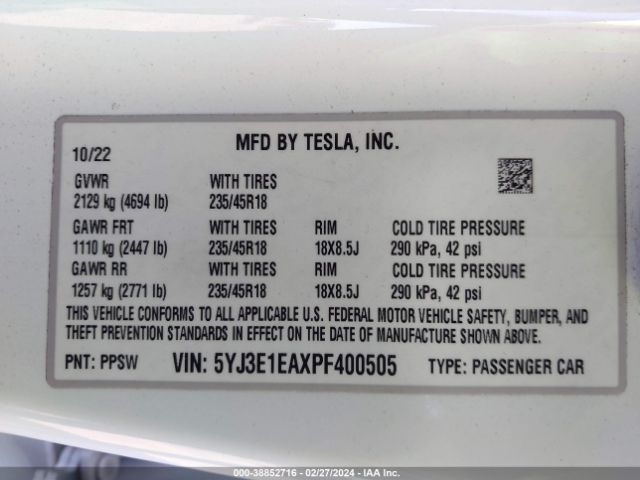 MFD BY TESLA, INC.
10/22
GVWR WITH TIRES
2129 kg (4694 lb) 235/45R18
GAWR FRT WITH TIRES RIM COLD TIRE PRESSURE
1110 kg (2447 lb) 235/45R18 18X8.5J 290 kPa, 42 psi
GAWR RR WITH TIRES RIM COLD TIRE PRESSURE
1257 kg (2771 lb) 235/45R18 18X8.5J 290 kPa, 42 psi
THIS VEHICLE CONFORMS TO ALL APPLICABLE U.S. FEDERAL MOTOR VEHICLE SAFETY, BUMPER, AND
THEFT PREVENTION STANDARDS IN EFFECT ON THE DATE OF MANUFACTURE SHOWN ABOVE.
PNT: PPSW VIN: 5YJ3E1EAXPF400505 TYPE: PASSENGER CAR
000-38852716 - 02/27/2024 - IAA